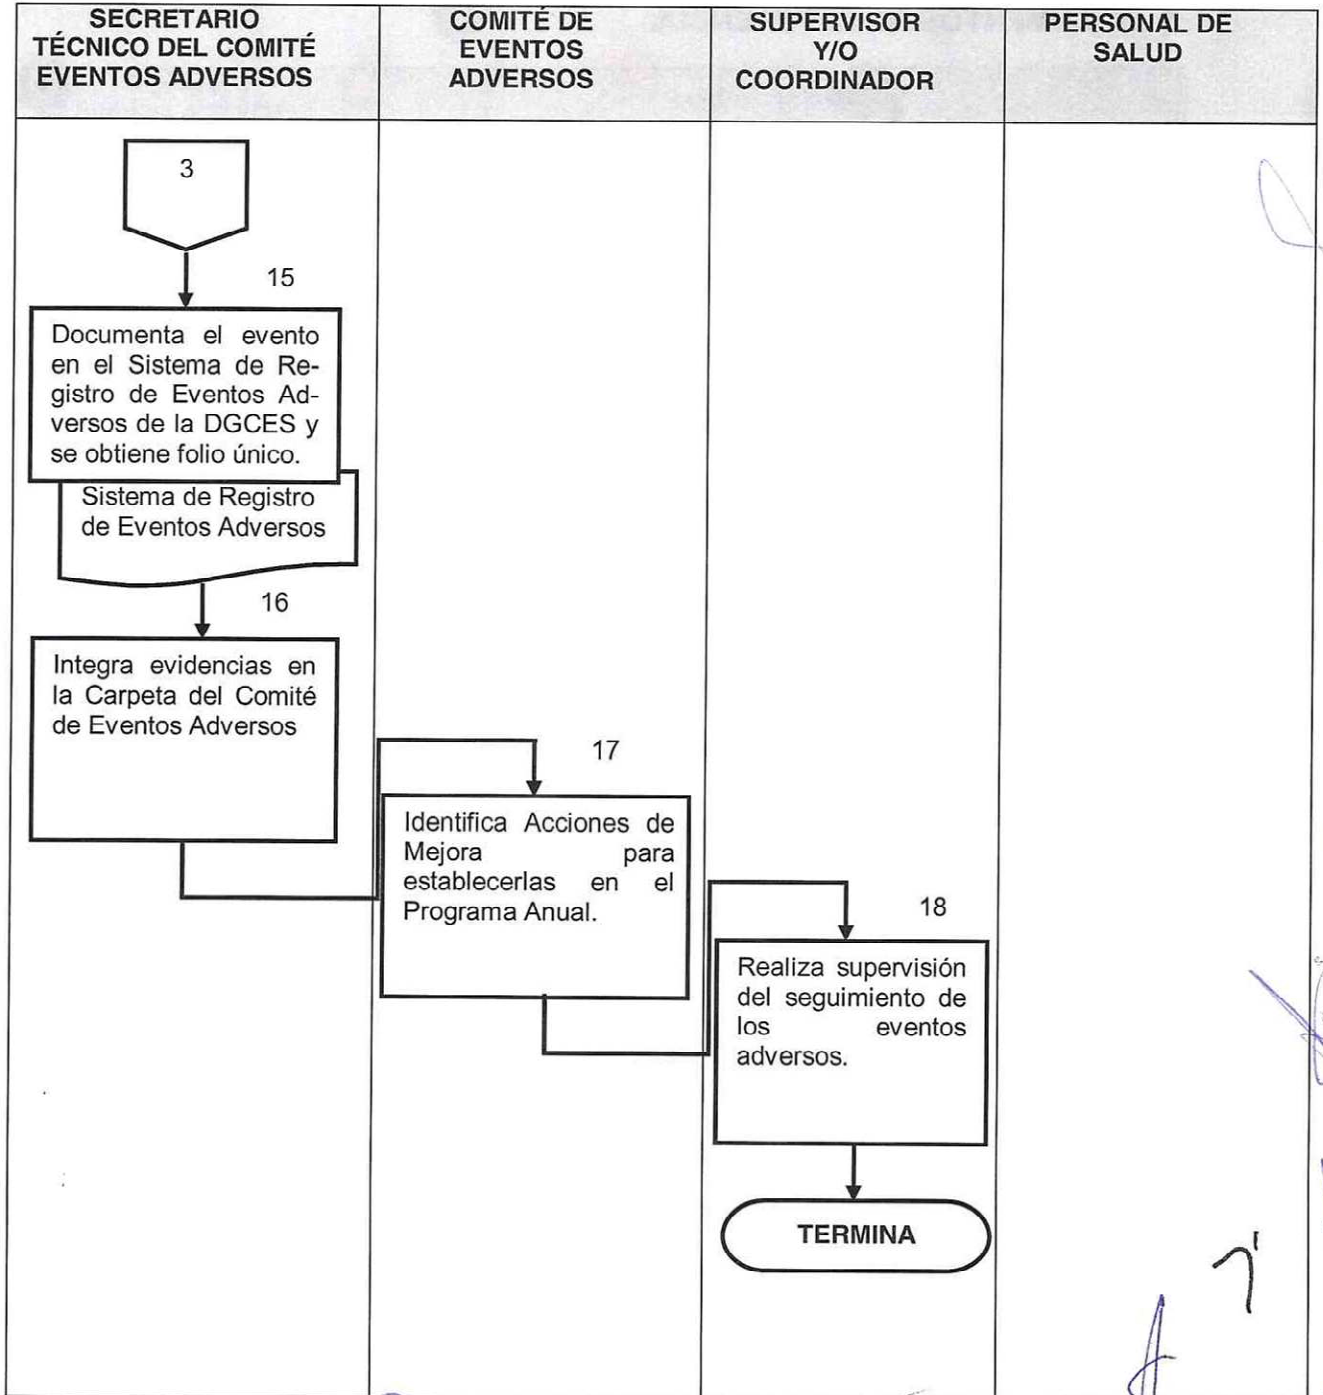 SECRETARIO
TÉCNICO DEL COMITÉ
EVENTOS ADVERSOS
COMITÉ DE
EVENTOS
ADVERSOS
SUPERVISOR
Y/O
COORDINADOR
PERSONAL DE
SALUD
3
15
Documenta el evento
en el Sistema de Re-
gistro de Eventos Ad-
versos de la DGCES y
se obtiene folio único.
Sistema de Registro
de Eventos Adversos
16
Integra evidencias en
la Carpeta del Comité
de Eventos Adversos
17
Identifica Acciones de
Mejora para
establecerlas en el
Programa Anual.
18
Realiza supervisión
del seguimiento de
los eventos
adversos.
TERMINA